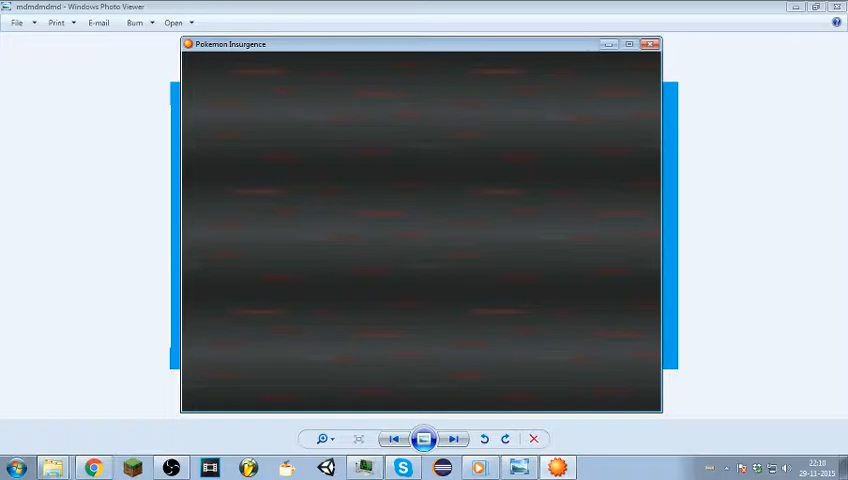 mdmdmdmd - Windows Photo Viewer
File Print E-mail Burn Open
Pokemon Insurgence
22:10
29-11-2015